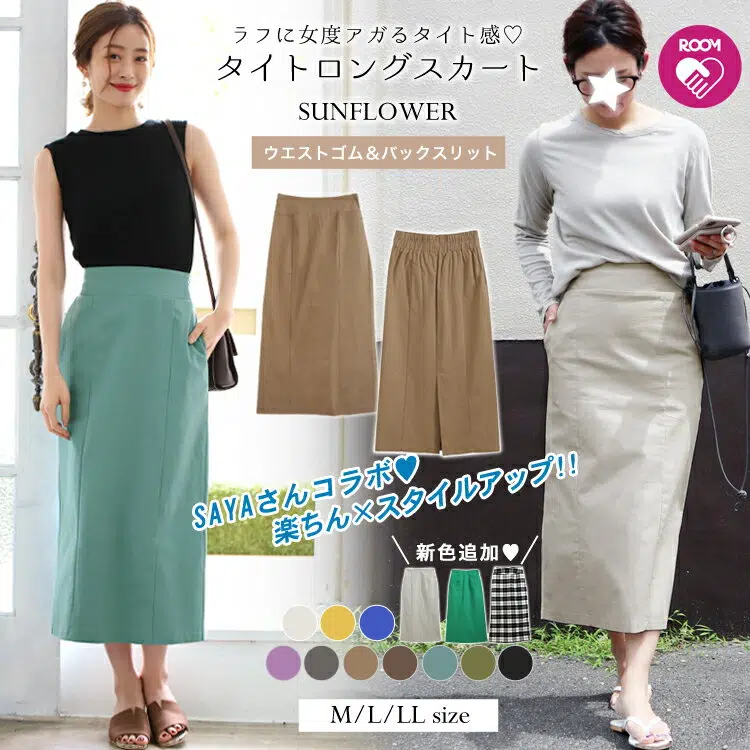 ラフに女度アガるタイト感♡
タイトロングスカート
SUNFLOWER
ROOM
ウエストゴム&バックスリット
SAYAさんコラボ♥
楽ちん×スタイルアップ!!
\ 新色追加♥ /
M/L/LL size